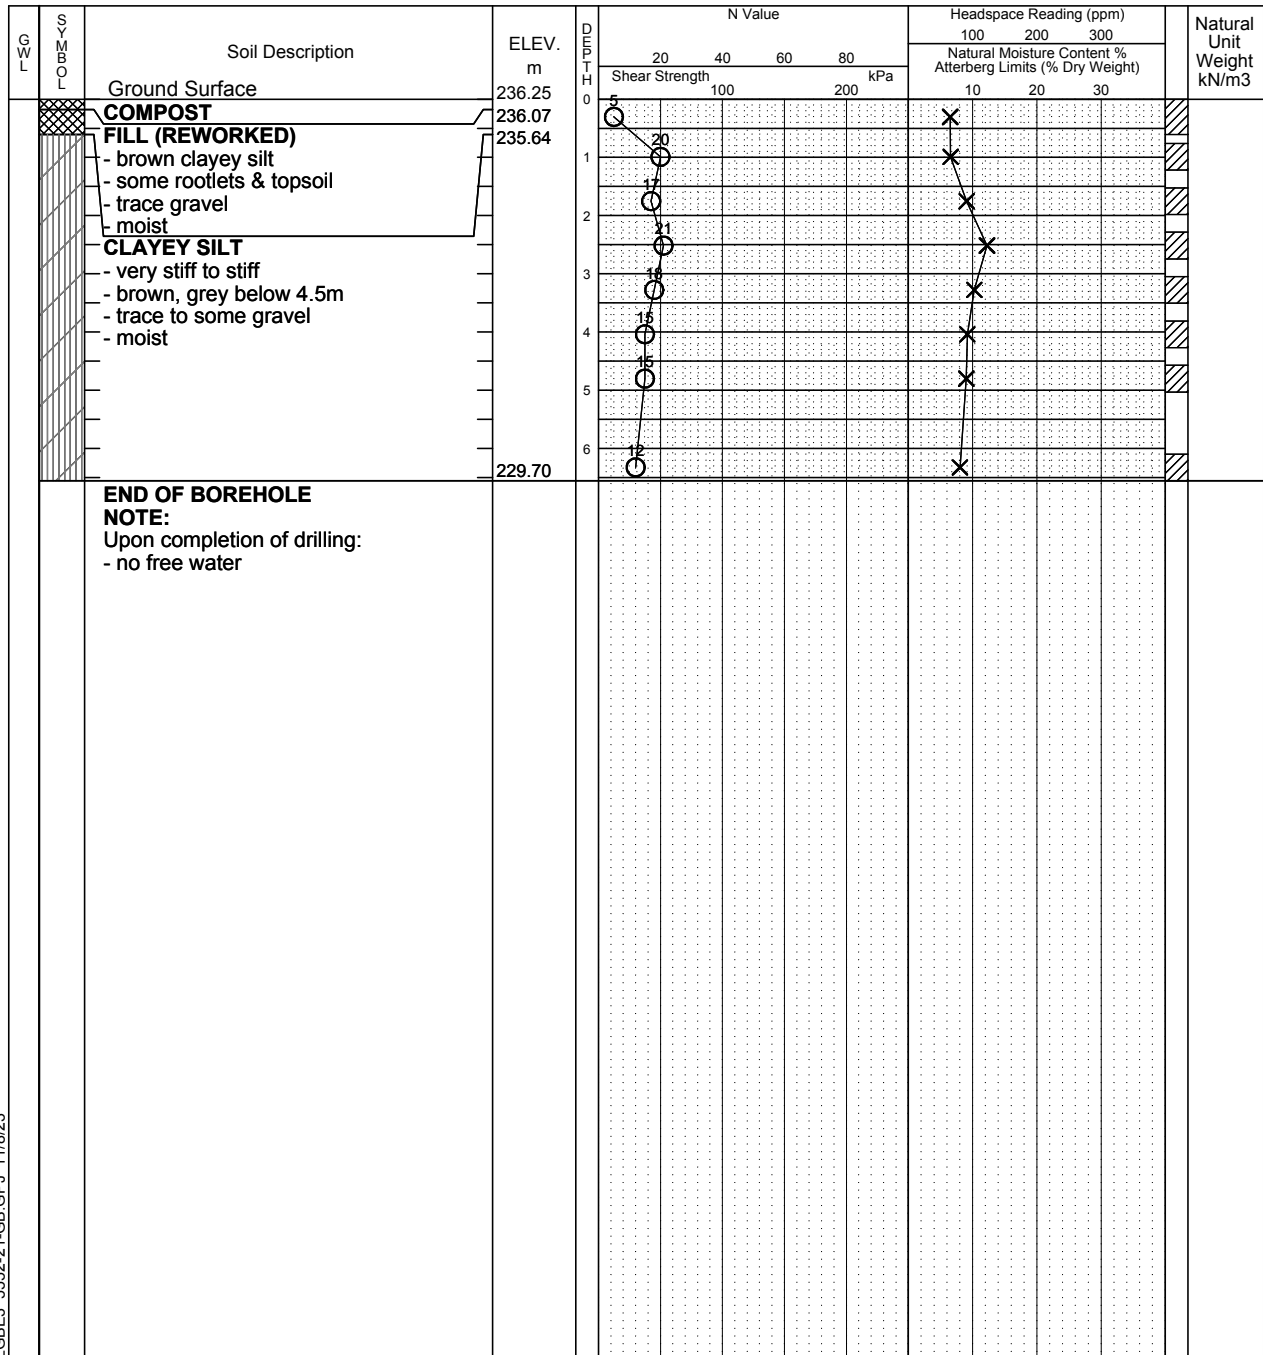 GWL
SYMBOL
Soil Description
Ground Surface
ELEV.
m
DEPTH
N Value
20 40 60 80
Shear Strength kPa
100 200
Headspace Reading (ppm)
100 200 300
Natural Moisture Content %
Atterberg Limits (% Dry Weight)
10 20 30
Natural
Unit
Weight
kN/m3
236.25
0
COMPOST
236.07
FILL (REWORKED)
235.64
- brown clayey silt
- some rootlets & topsoil
- trace gravel
- moist
CLAYEY SILT
- very stiff to stiff
- brown, grey below 4.5m
- trace to some gravel
- moist
229.70
1
2
3
4
5
6
5
20
17
21
18
15
15
12
END OF BOREHOLE
NOTE:
Upon completion of drilling:
- no free water